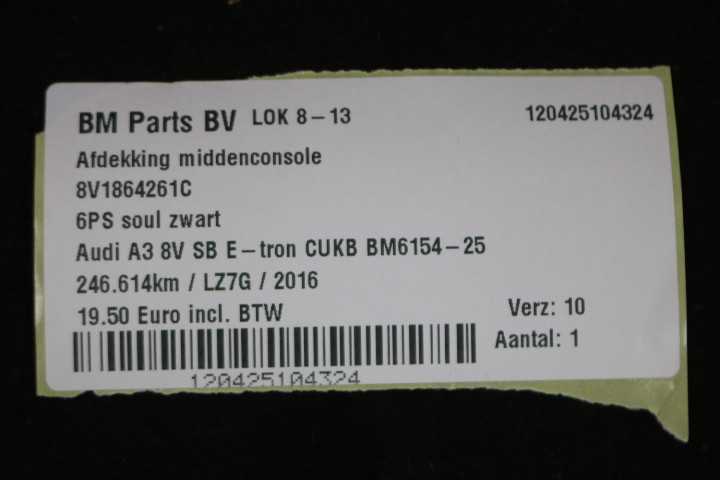 BM Parts BV LOK 8-13 120425104324
Afdekking middenconsole
8V1864261C
6PS soul zwart
Audi A3 8V SB E-tron CUKB BM6154-25
246.614km / LZ7G / 2016
19.50 Euro incl. BTW Verz: 10
Aantal: 1
120425104324